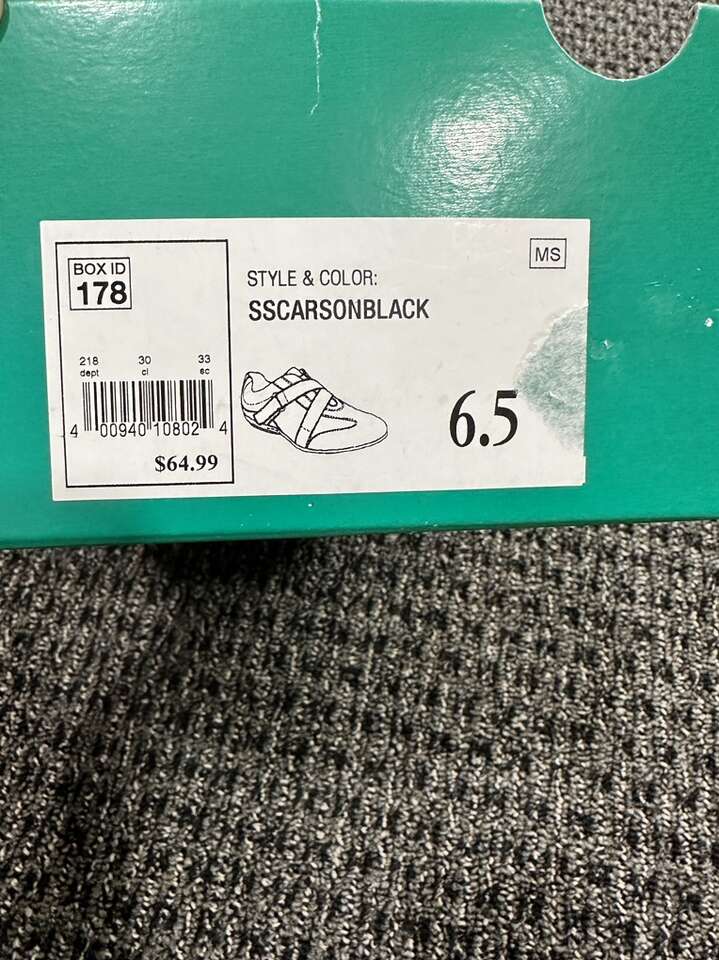 BOX ID
178
218 30 33
dept cl sc
4 00940 10802 4
$64.99
MS
STYLE & COLOR:
SSCARSONBLACK
6.5